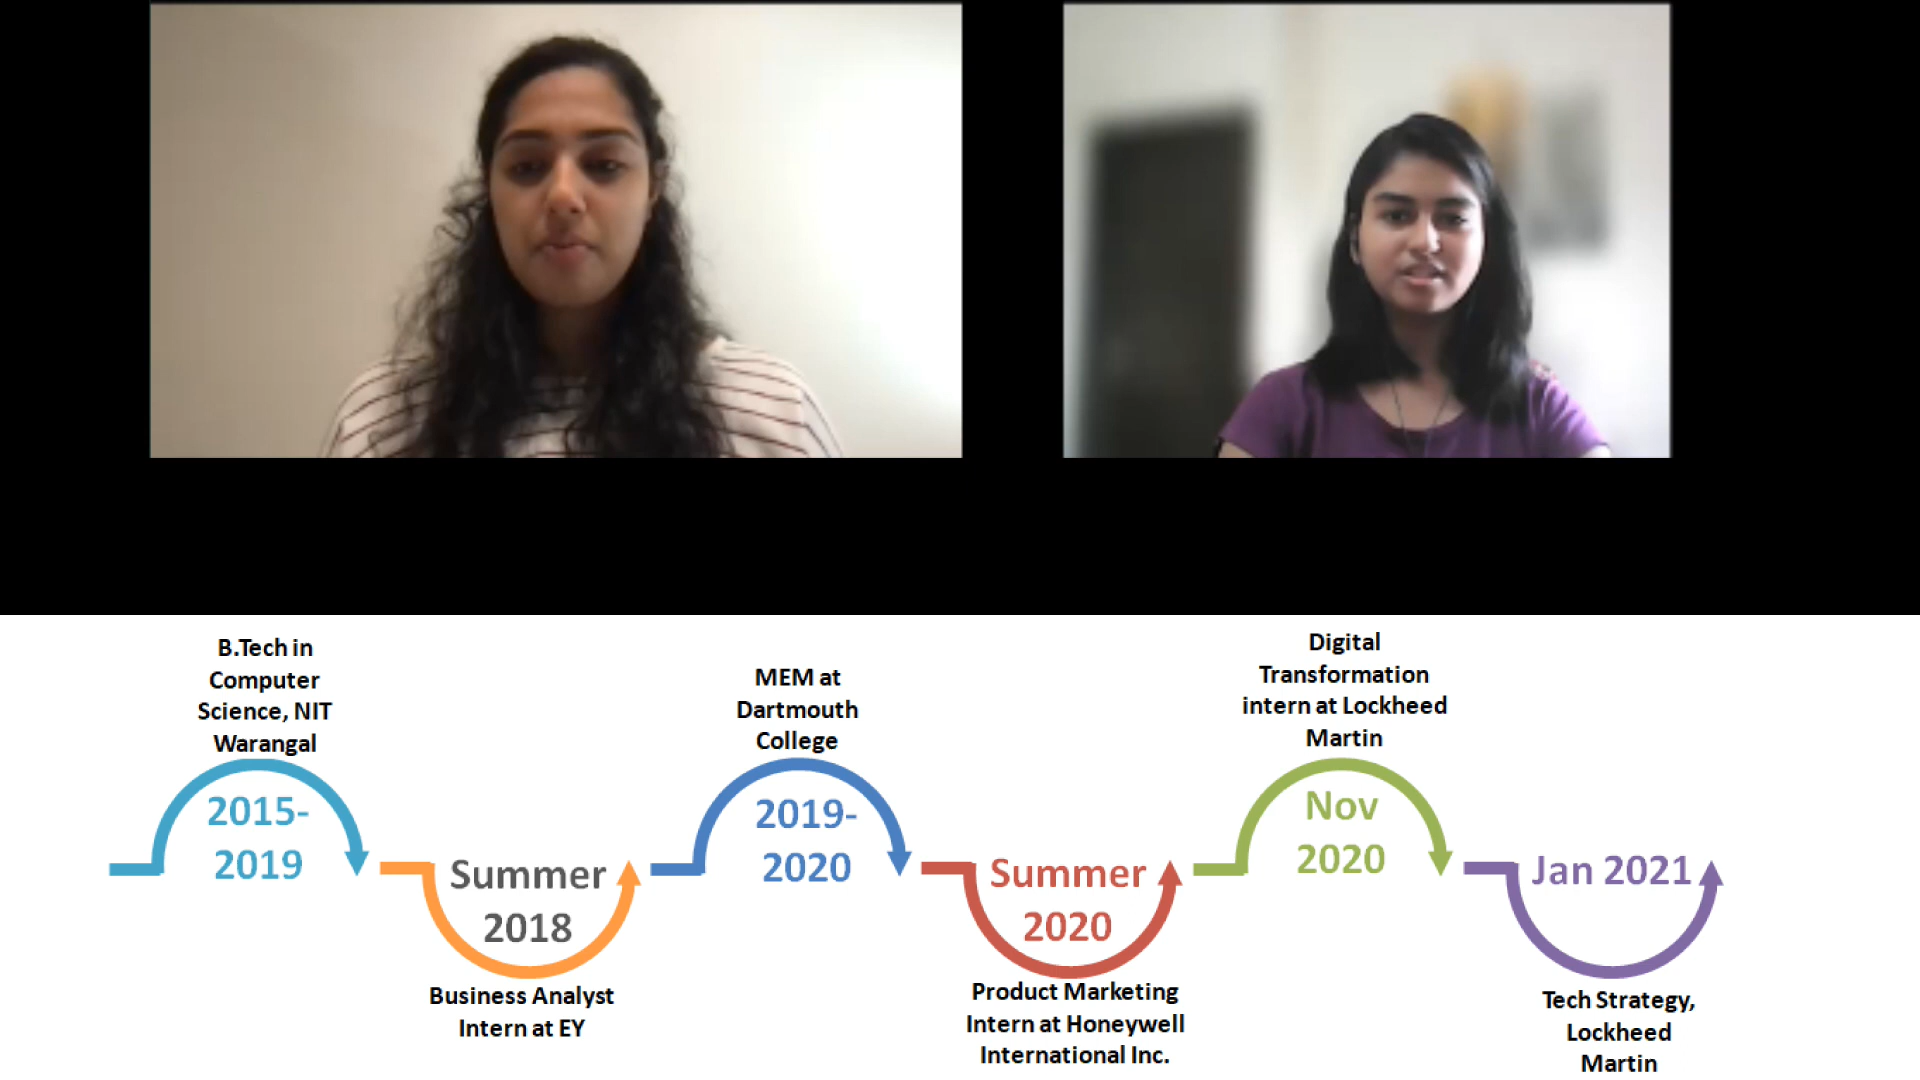 B.Tech in
Computer
Science, NIT
Warangal
2015-
2019
Summer
2018
Business Analyst
Intern at EY
MEM at
Dartmouth
College
2019-
2020
Summer
2020
Product Marketing
Intern at Honeywell
International Inc.
Digital
Transformation
intern at Lockheed
Martin
Nov
2020
Jan 2021
Tech Strategy,
Lockheed
Martin